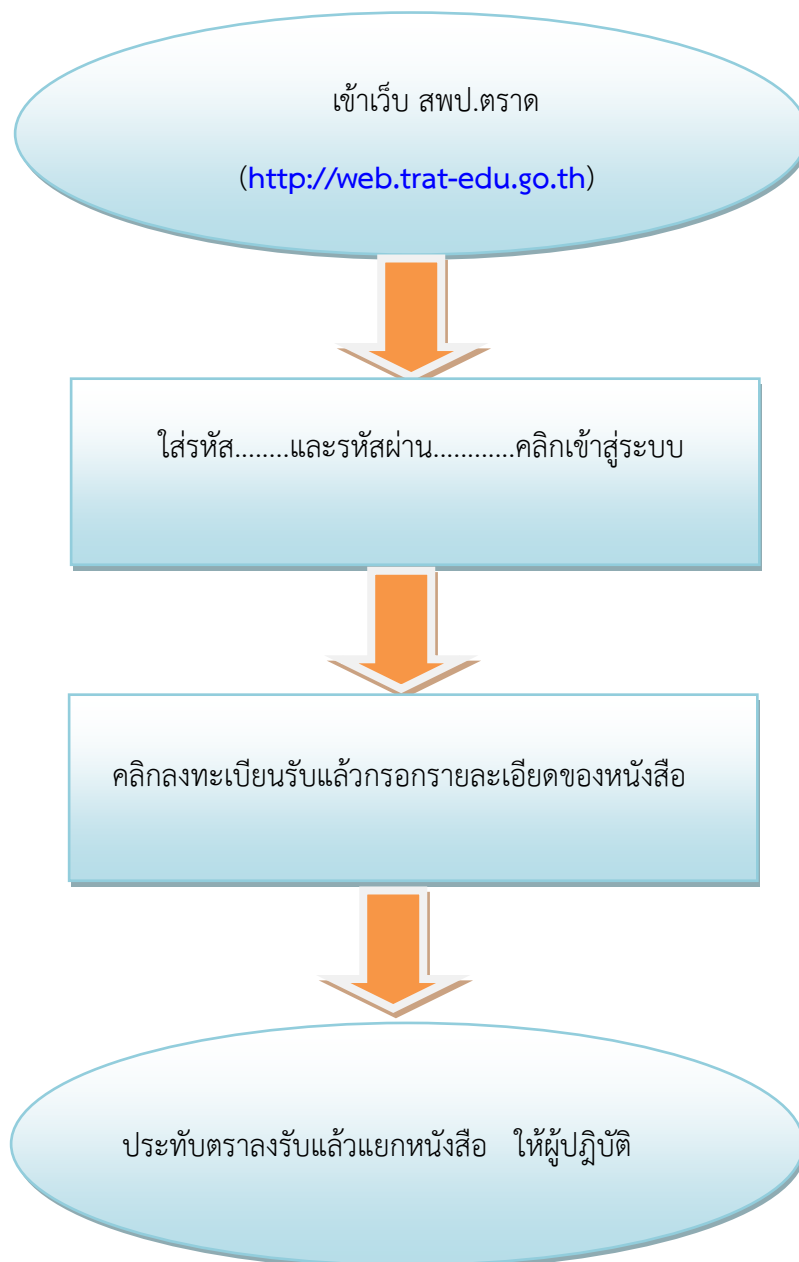 เข้าเว็บ สพป.ตราด
(http://web.trat-edu.go.th)
ใส่รหัส........และรหัสผ่าน............คลิกเข้าสู่ระบบ
คลิกลงทะเบียนรับแล้วกรอกรายละเอียดของหนังสือ
ประทับตราลงรับแล้วแยกหนังสือ ให้ผู้ปฎิบัติ